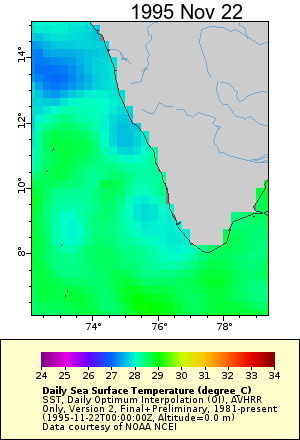 1995 Nov 22
14°
12°
10°
8°
74°
76°
78°
24 25 26 27 28 29 30 31 32 33 34
Daily Sea Surface Temperature (degree_C)
SST, Daily Optimum Interpolation (OI), AVHRR
Only, Version 2, Final+Preliminary, 1981-present
(1995-11-22T00:00:00Z, Altitude=0.0 m)
Data courtesy of NOAA NCEI